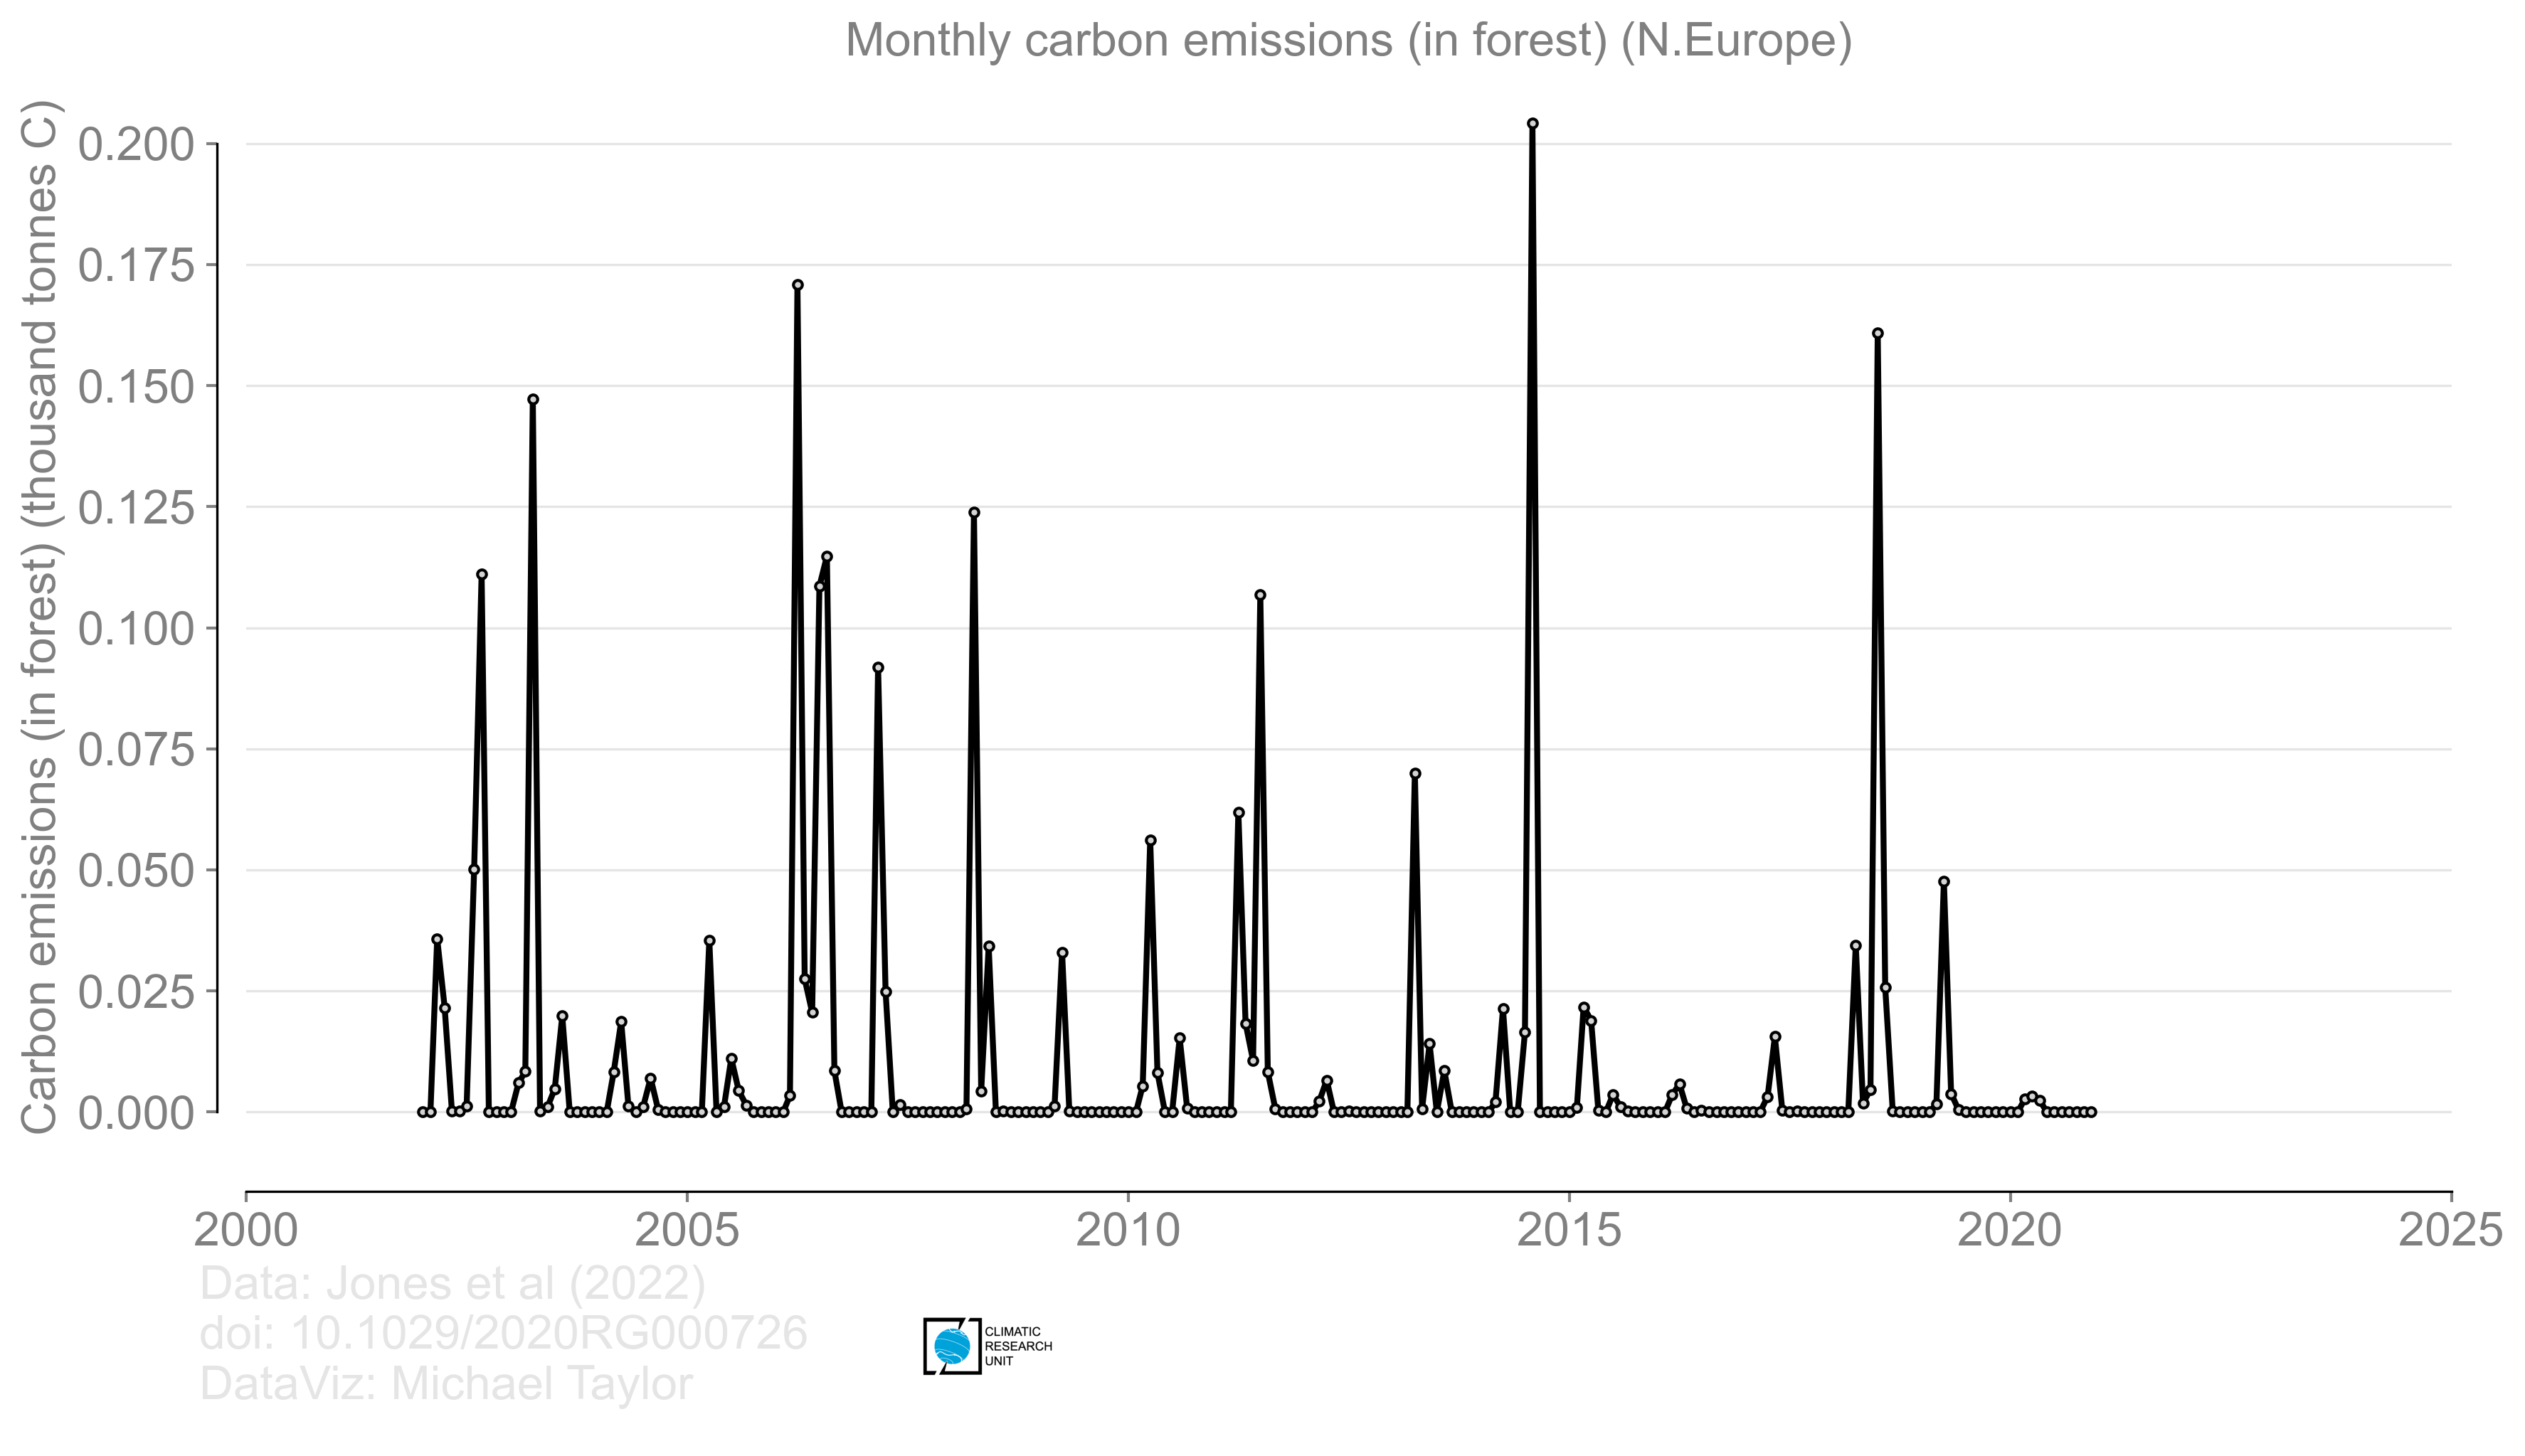 Monthly carbon emissions (in forest) (N.Europe)
Carbon emissions (in forest) (thousand tonnes C)
0.200
0.175
0.150
0.125
0.100
0.075
0.050
0.025
0.000
2000
2005
2010
2015
2020
2025
Data: Jones et al (2022)
doi: 10.1029/2020RG000726
DataViz: Michael Taylor
CLIMATIC
RESEARCH
UNIT